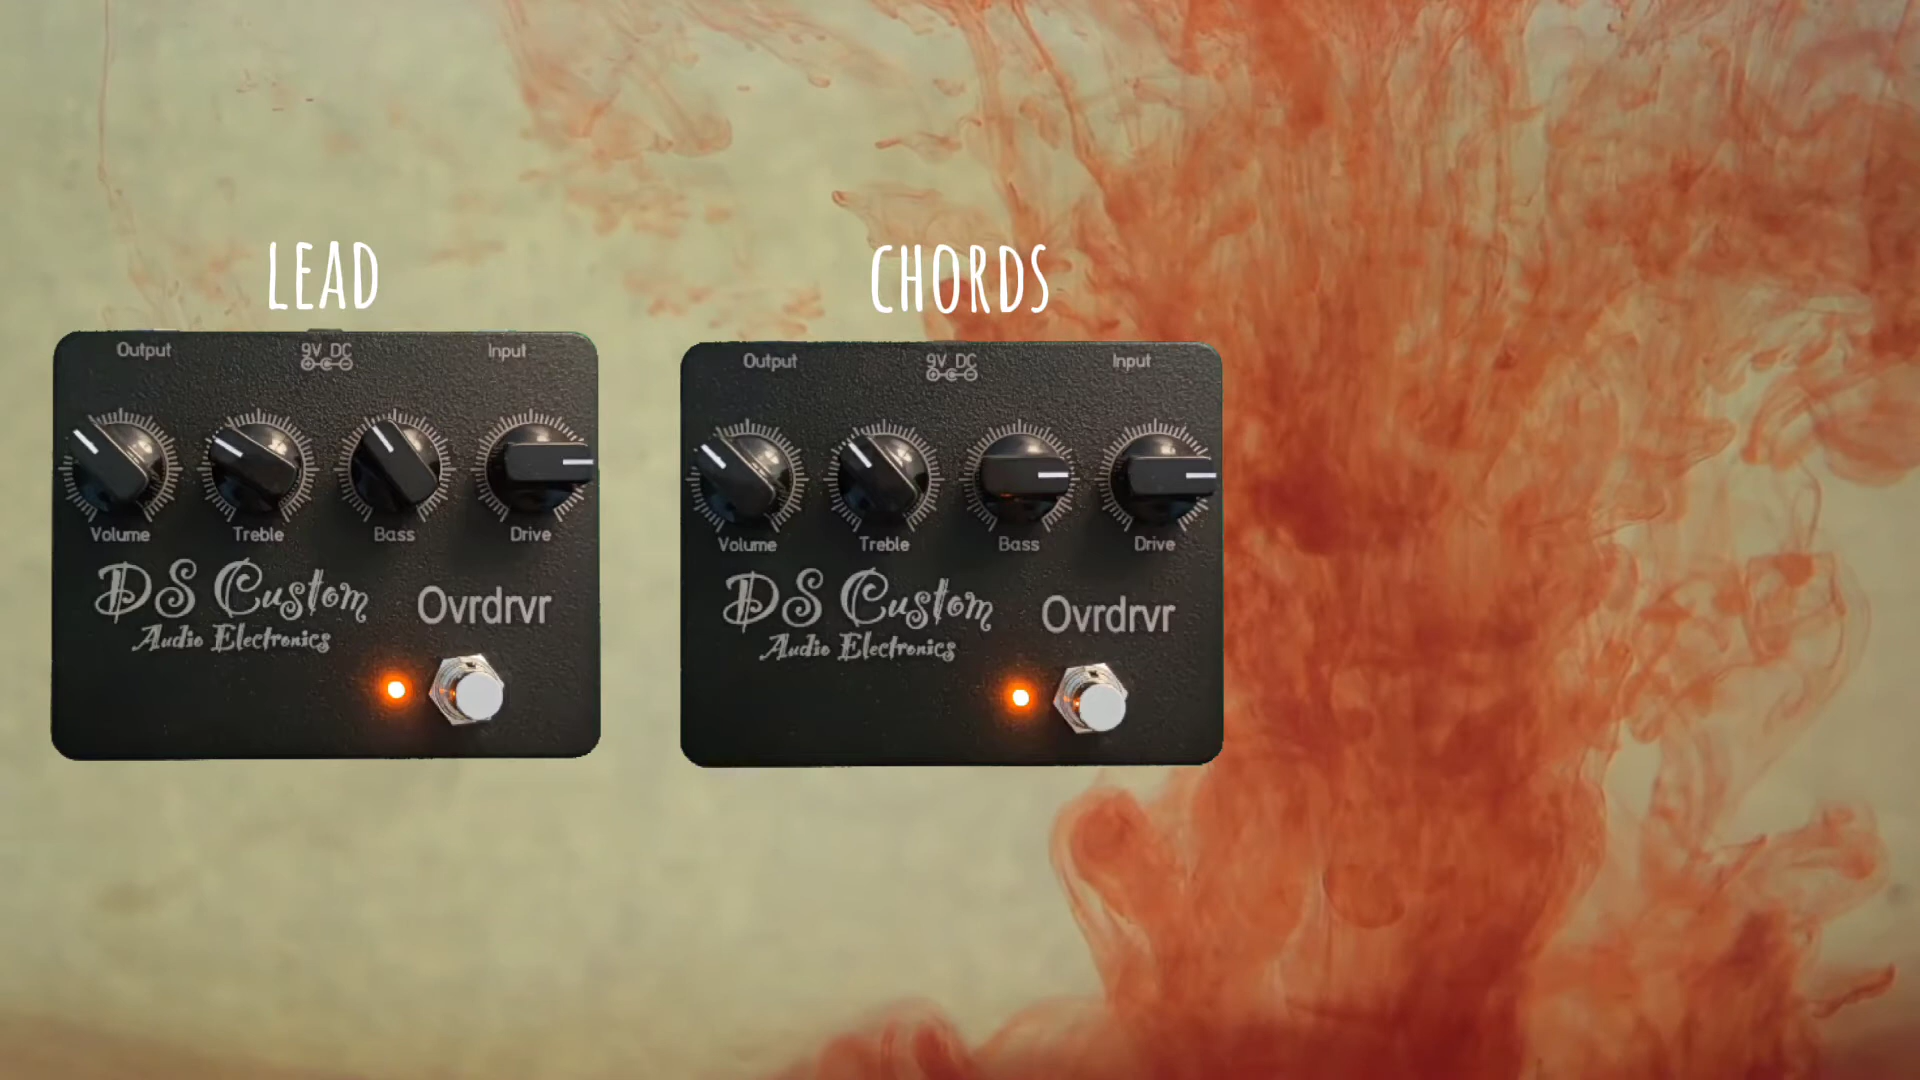 LEAD
Output 9V DC Input
Volume Treble Bass Drive
DS Custom
Audio Electronics
Ovrdrvr
CHORDS
Output 9V DC Input
Volume Treble Bass Drive
DS Custom
Audio Electronics
Ovrdrvr